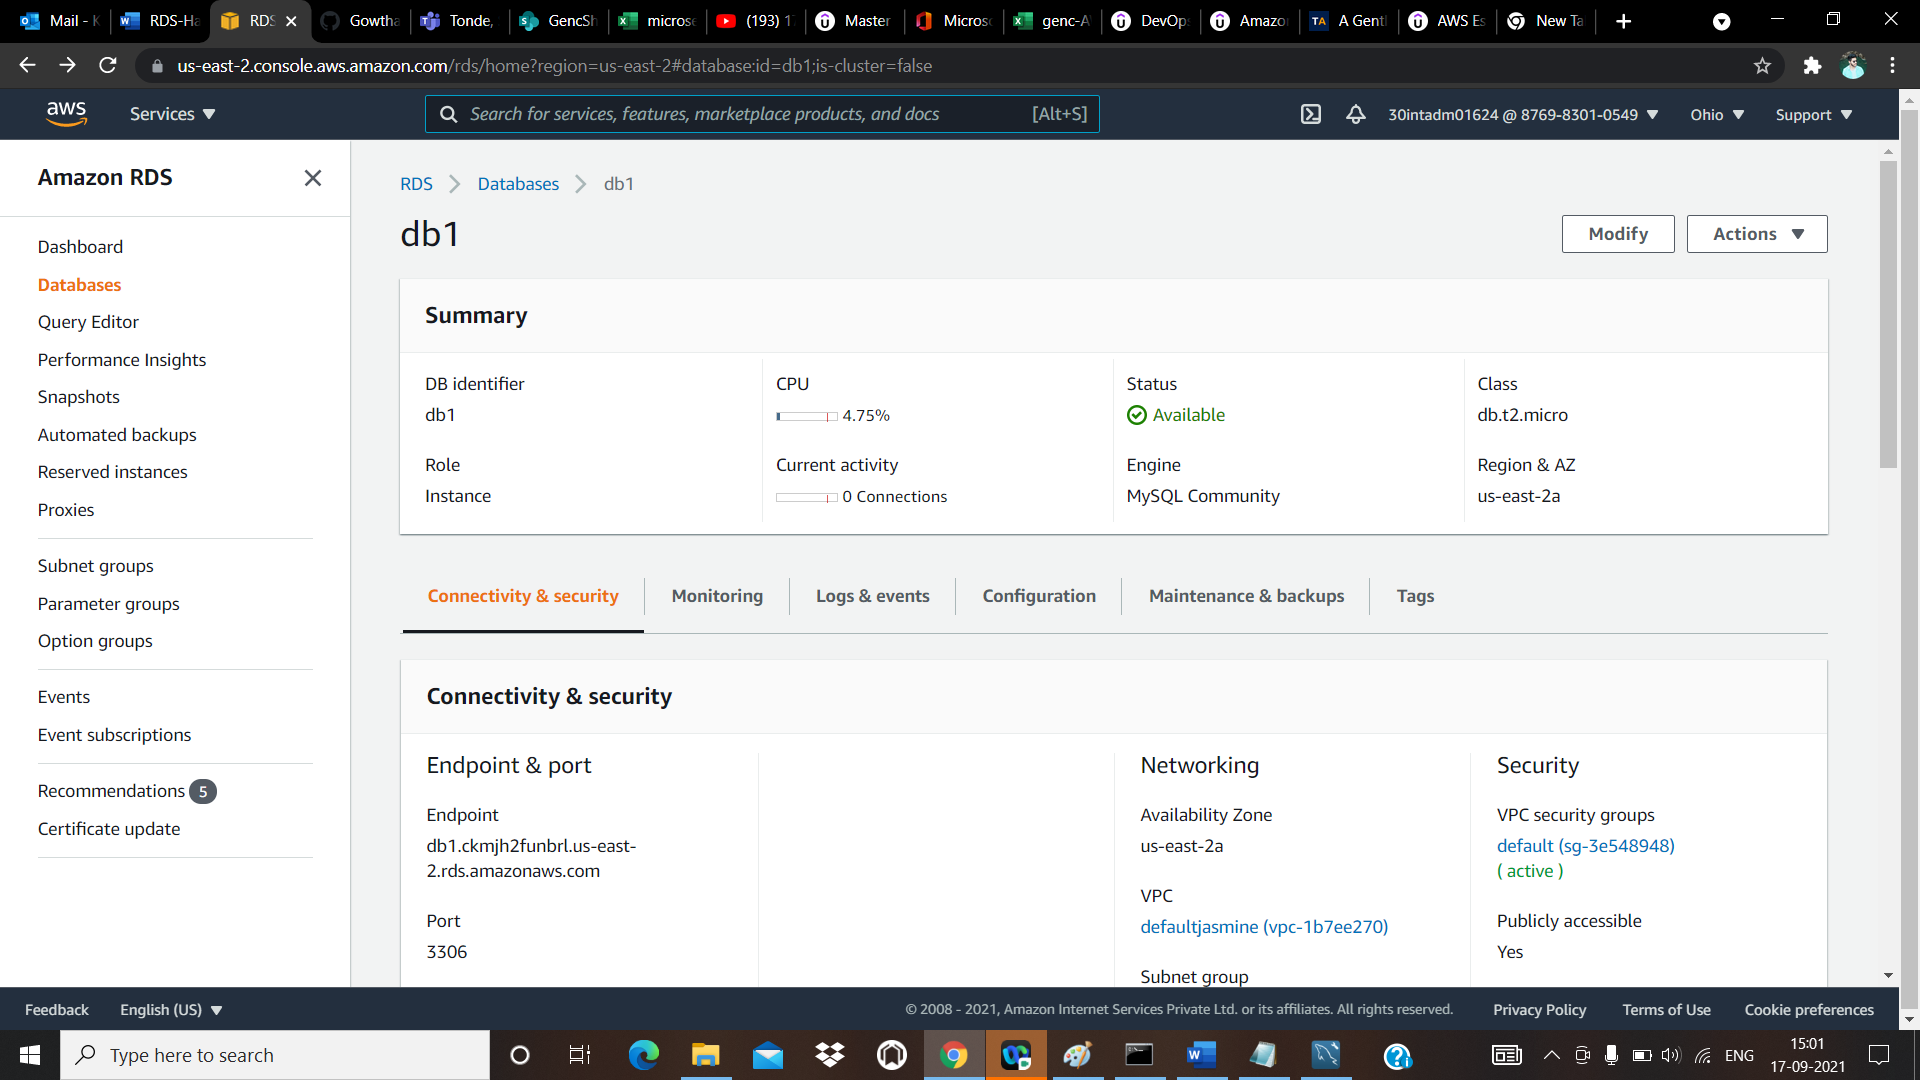 Mail - K
RDS-Ha
RDS
Gowtha
Tonde,
GencSh
microse
(193) 1
Master
Microso
genc-A
DevOps
Amazo
A Gentl
AWS Es
New Ta
us-east-2.console.aws.amazon.com/rds/home?region=us-east-2#database:id=db1;is-cluster=false
aws
Services
Search for services, features, marketplace products, and docs
[Alt+S]
30intadm01624 @ 8769-8301-0549
Ohio
Support
Amazon RDS
Dashboard
Databases
Query Editor
Performance Insights
Snapshots
Automated backups
Reserved instances
Proxies
Subnet groups
Parameter groups
Option groups
Events
Event subscriptions
Recommendations 5
Certificate update
RDS
Databases
db1
db1
Modify
Actions
Summary
DB identifier
db1
CPU
4.75%
Status
Available
Class
db.t2.micro
Role
Instance
Current activity
0 Connections
Engine
MySQL Community
Region & AZ
us-east-2a
Connectivity & security
Monitoring
Logs & events
Configuration
Maintenance & backups
Tags
Connectivity & security
Endpoint & port
Endpoint
db1.ckmjh2funbrl.us-east-
2.rds.amazonaws.com
Port
3306
Networking
Availability Zone
us-east-2a
VPC
defaultjasmine (vpc-1b7ee270)
Subnet group
Security
VPC security groups
default (sg-3e548948)
( active )
Publicly accessible
Yes
Feedback
English (US)
© 2008 - 2021, Amazon Internet Services Private Ltd. or its affiliates. All rights reserved.
Privacy Policy
Terms of Use
Cookie preferences
Type here to search
ENG
15:01
17-09-2021